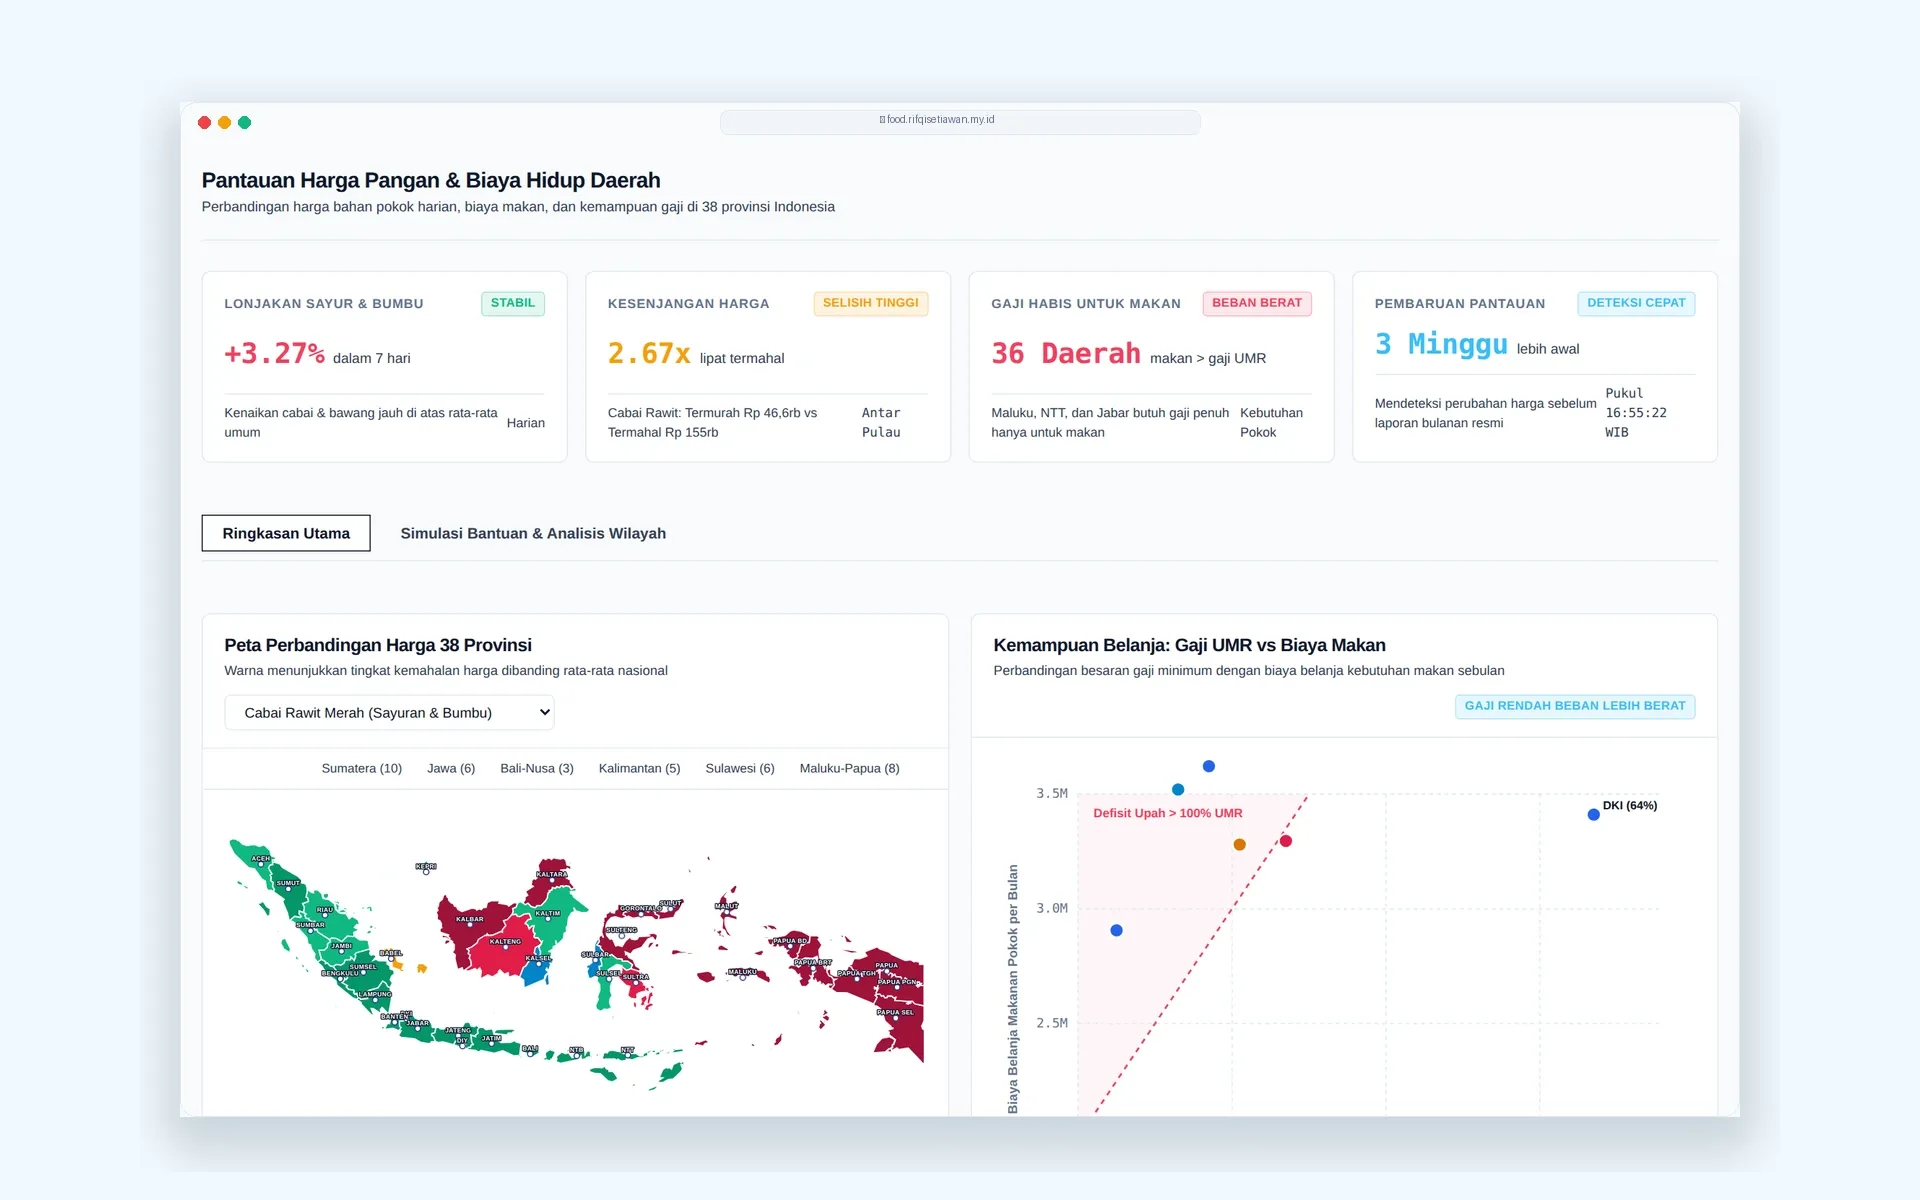 food.rifqisetiawan.my.id
Pantauan Harga Pangan & Biaya Hidup Daerah
Perbandingan harga bahan pokok harian, biaya makan, dan kemampuan gaji di 38 provinsi Indonesia
LONJAKAN SAYUR & BUMBU
STABIL
+3.27% dalam 7 hari
Kenaikan cabai & bawang jauh di atas rata-rata
umum
Harian
KESENJANGAN HARGA
SELISIH TINGGI
2.67x lipat termahal
Cabai Rawit: Termurah Rp 46,6rb vs
Termahal Rp 155rb
Antar
Pulau
GAJI HABIS UNTUK MAKAN
BEBAN BERAT
36 Daerah makan > gaji UMR
Maluku, NTT, dan Jabar butuh gaji penuh
hanya untuk makan
Kebutuhan
Pokok
PEMBARUAN PANTAUAN
DETEKSI CEPAT
3 Minggu lebih awal
Mendeteksi perubahan harga sebelum
laporan bulanan resmi
Pukul
16:55:22
WIB
Ringkasan Utama
Simulasi Bantuan & Analisis Wilayah
Peta Perbandingan Harga 38 Provinsi
Warna menunjukkan tingkat kemahalan harga dibanding rata-rata nasional
Cabai Rawit Merah (Sayuran & Bumbu)
Sumatera (10)
Jawa (6)
Bali-Nusa (3)
Kalimantan (5)
Sulawesi (6)
Maluku-Papua (8)
ACEH
SUMUT
RIAU
SUMBAR
JAMBI
SUMSEL
BENGKULU
LAMPUNG
BABEL
KEPRI
BANTEN
JABAR
JATENG
DIY
JATIM
BALI
NTB
NTT
KALBAR
KALTENG
KALSEL
KALTIM
KALTARA
SULUT
GORONTALO
SULTENG
SULBAR
SULSEL
SULTRA
MALUT
MALUKU
PAPUA BD
PAPUA BRT
PAPUA TGH
PAPUA
PAPUA PGN
PAPUA SEL
Kemampuan Belanja: Gaji UMR vs Biaya Makan
Perbandingan besaran gaji minimum dengan biaya belanja kebutuhan makan sebulan
GAJI RENDAH BEBAN LEBIH BERAT
Biaya Belanja Makanan Pokok per Bulan
3.5M
3.0M
2.5M
Defisit Upah > 100% UMR
DKI (64%)